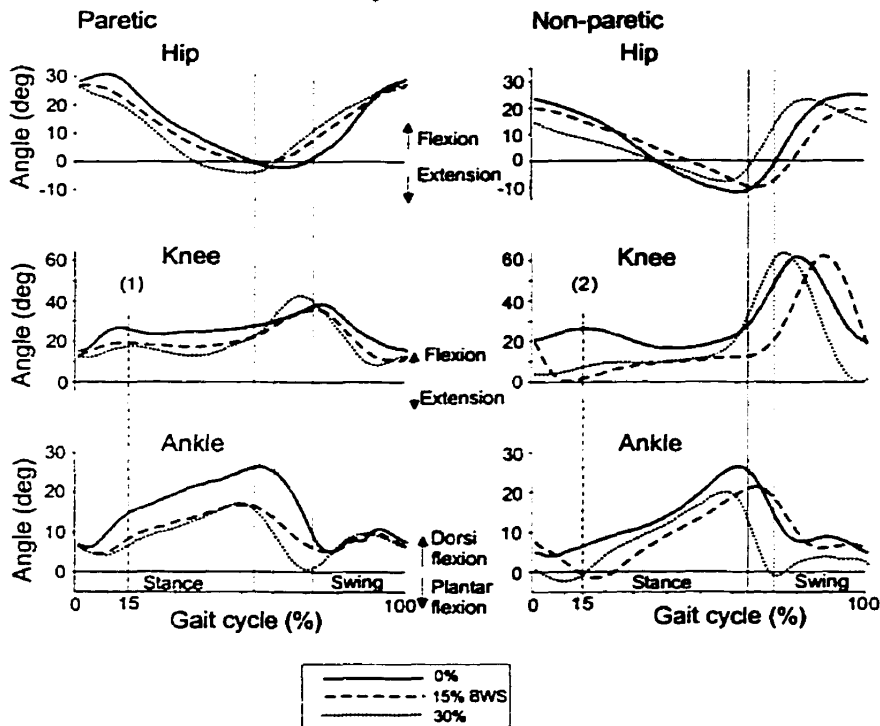 Paretic
Hip
Angle (deg)
30
20
10
0
-10
Flexion
Extension
Knee
Angle (deg)
60
40
20
0
(1)
Flexion
Extension
Ankle
Angle (deg)
30
20
10
0
Dorsi
flexion
Plantar
flexion
Stance
Swing
0
15
100
Gait cycle (%)
Non-paretic
Hip
30
20
10
0
-10
Knee
60
40
20
0
(2)
Ankle
30
20
10
0
Stance
Swing
0
15
100
Gait cycle (%)
0%
15% BWS
30%